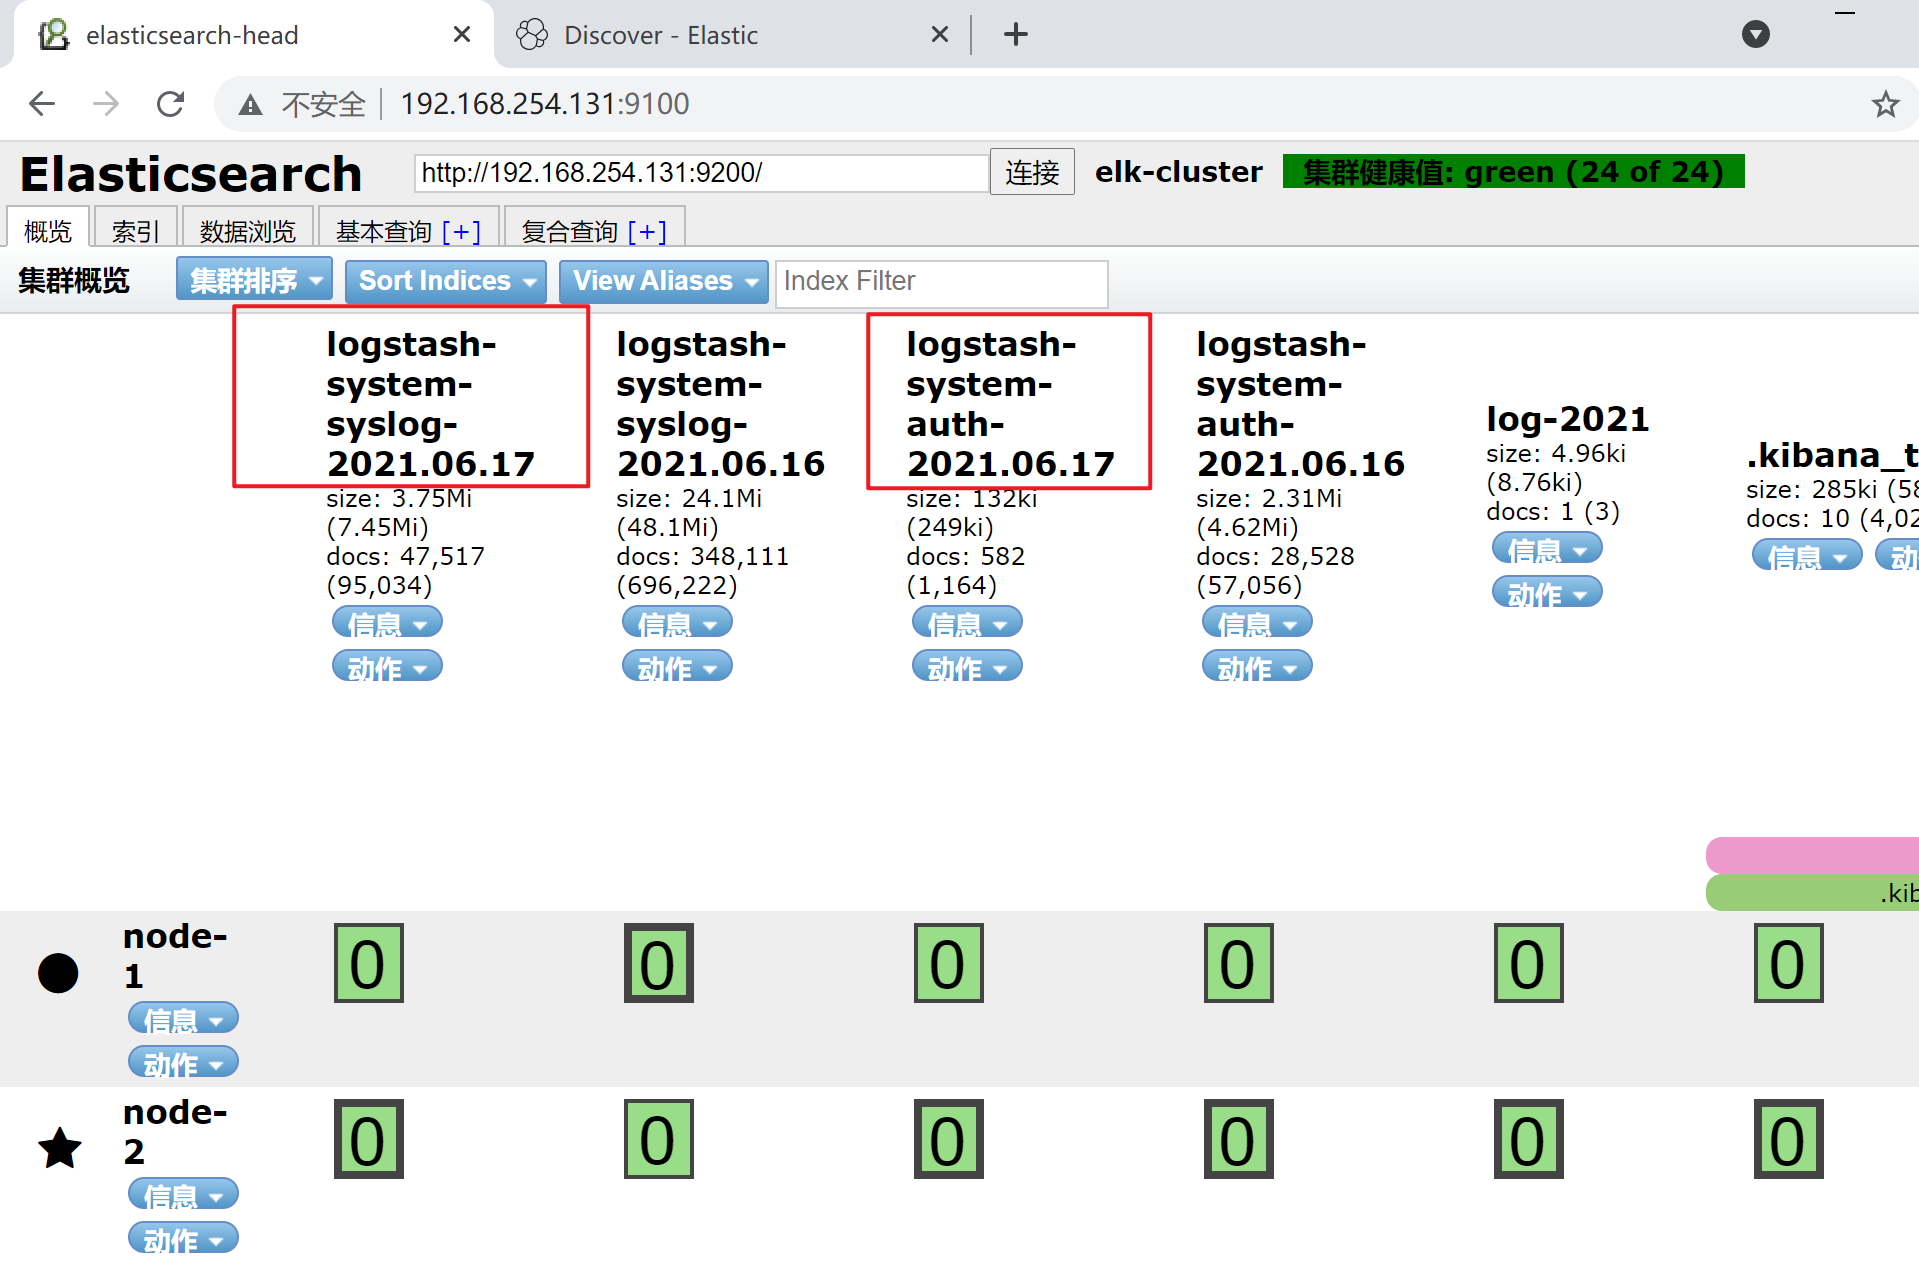 elasticsearch-head
Discover - Elastic
不安全
192.168.254.131:9100
Elasticsearch
http://192.168.254.131:9200/
连接
elk-cluster
集群健康值: green (24 of 24)
概览
索引
数据浏览
基本查询 [+]
复合查询 [+]
集群概览
集群排序
Sort Indices
View Aliases
Index Filter
logstash-
system-
syslog-
2021.06.17
size: 3.75Mi
(7.45Mi)
docs: 47,517
(95,034)
信息
动作
logstash-
system-
syslog-
2021.06.16
size: 24.1Mi
(48.1Mi)
docs: 348,111
(696,222)
信息
动作
logstash-
system-
auth-
2021.06.17
size: 132ki
(249ki)
docs: 582
(1,164)
信息
动作
logstash-
system-
auth-
2021.06.16
size: 2.31Mi
(4.62Mi)
docs: 28,528
(57,056)
信息
动作
log-2021
size: 4.96ki
(8.76ki)
docs: 1 (3)
信息
动作
.kibana_t
size: 285ki (58
docs: 10 (4,02
信息
动
.kib
node-
1
信息
动作
0
0
0
0
0
0
node-
2
信息
动作
0
0
0
0
0
0